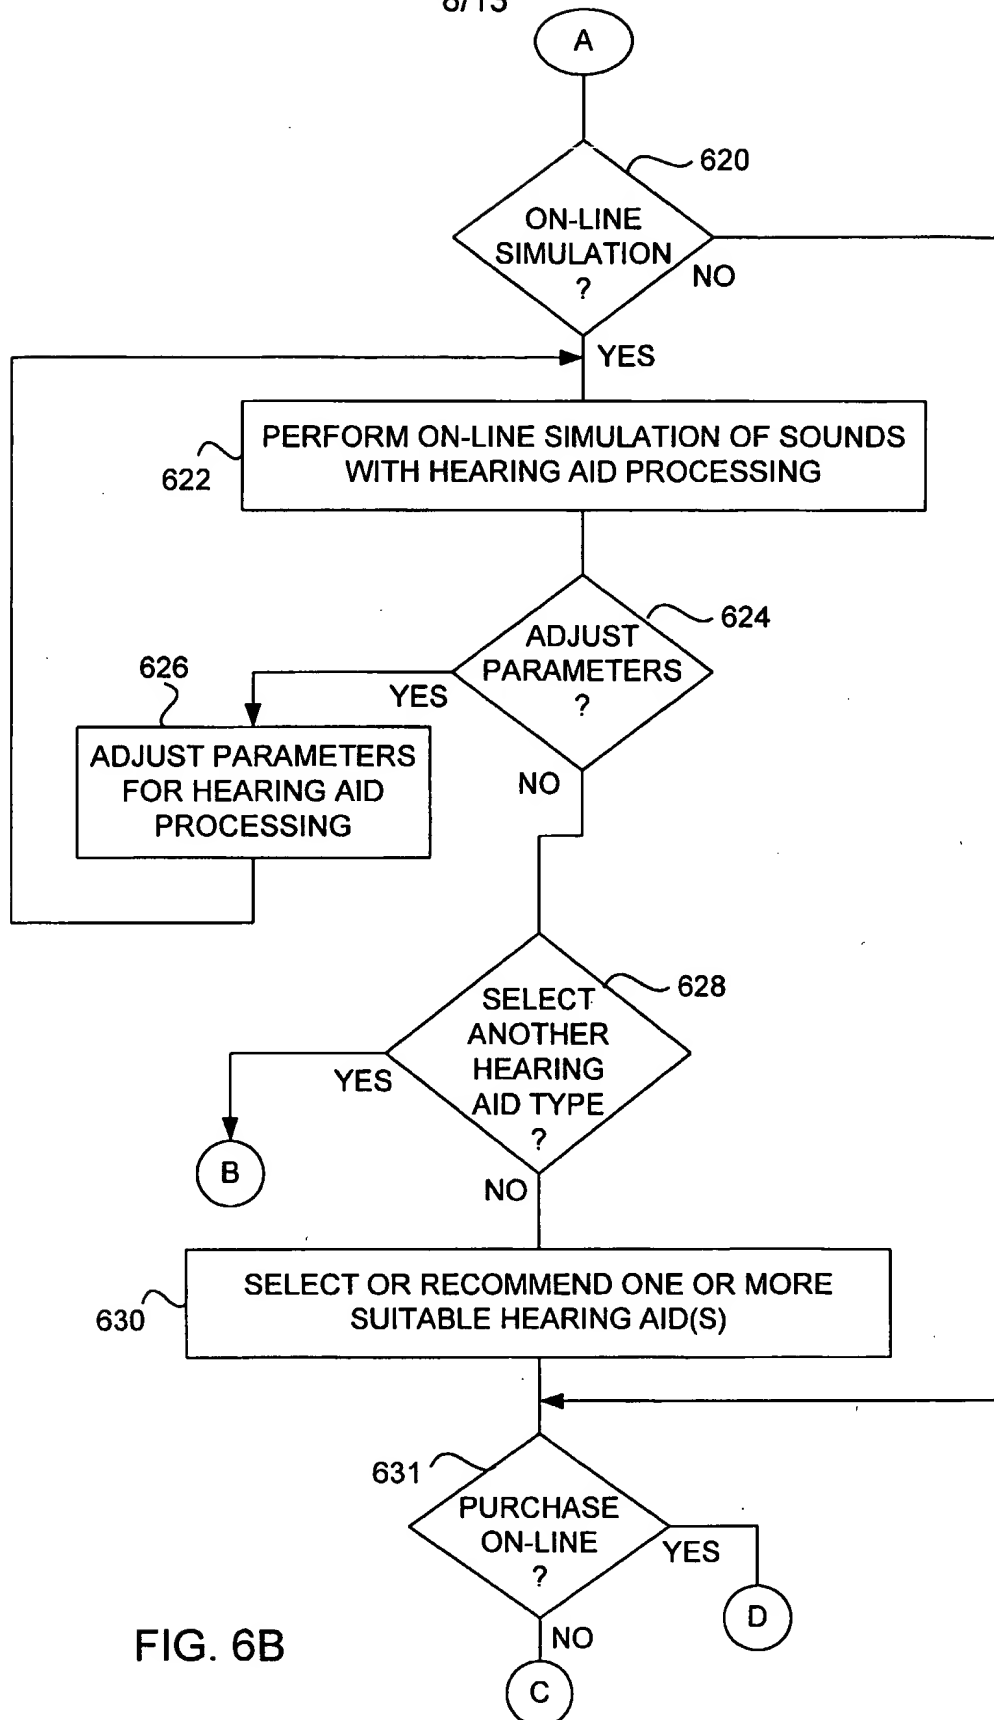 8/13
A
620
ON-LINE
SIMULATION
?
NO
YES
PERFORM ON-LINE SIMULATION OF SOUNDS
WITH HEARING AID PROCESSING
622
624
ADJUST
PARAMETERS
?
YES
626
ADJUST PARAMETERS
FOR HEARING AID
PROCESSING
NO
628
SELECT
ANOTHER
HEARING
AID TYPE
?
YES
B
NO
SELECT OR RECOMMEND ONE OR MORE
SUITABLE HEARING AID(S)
630
631
PURCHASE
ON-LINE
?
YES
D
NO
C
FIG. 6B